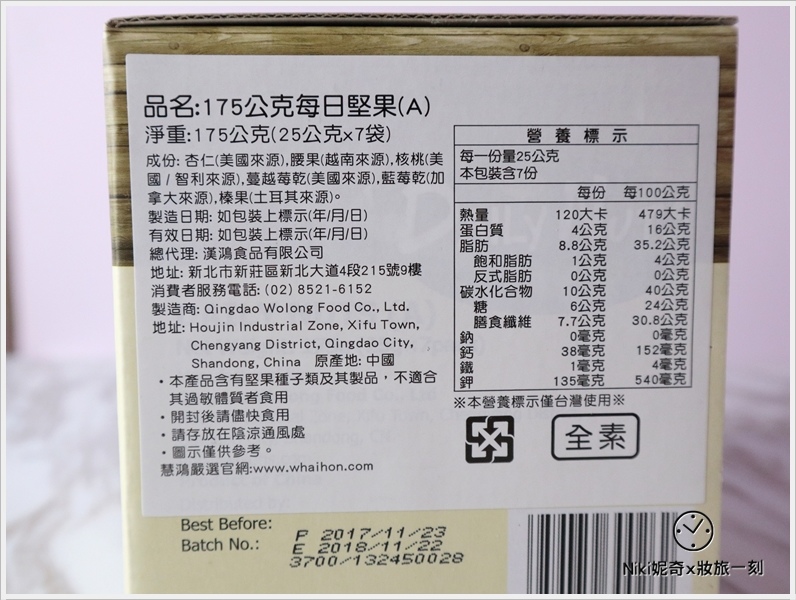 品名:175公克每日堅果(A)
淨重:175公克(25公克x7袋)
成份: 杏仁(美國來源),腰果(越南來源),核桃(美
國/智利來源),蔓越莓乾(美國來源),藍莓乾(加
拿大來源),榛果(土耳其來源)。
製造日期: 如包裝上標示(年/月/日)
有效日期: 如包裝上標示(年/月/日)
總代理: 漢鴻食品有限公司
地址: 新北市新莊區新北大道4段215號9樓
消費者服務電話: (02) 8521-6152
製造商: Qingdao Wolong Food Co., Ltd.
地址: Houjin Industrial Zone, Xifu Town,
Chengyang District, Qingdao City,
Shandong, China 原產地: 中國
・本產品含有堅果種子類及其製品，不適合
其過敏體質者食用
・開封後請儘快食用
・請存放在陰涼通風處
・圖示僅供參考。
慧鴻嚴選官網:www.whaihon.com
營養標示
每一份量25公克
本包裝含7份
每份 每100公克
熱量 120大卡 479大卡
蛋白質 4公克 16公克
脂肪 8.8公克 35.2公克
飽和脂肪 1公克 4公克
反式脂肪 0公克 0公克
碳水化合物 10公克 40公克
糖 6公克 24公克
膳食纖維 7.7公克 30.8公克
鈉 0毫克 0毫克
鈣 38毫克 152毫克
鐵 1毫克 4毫克
鉀 135毫克 540毫克
※本營養標示僅台灣使用※
全素
Best Before:
Batch No.:
P 2017/11/23
E 2018/11/22
3700/132450028
Niki妮奇x妝旅一刻